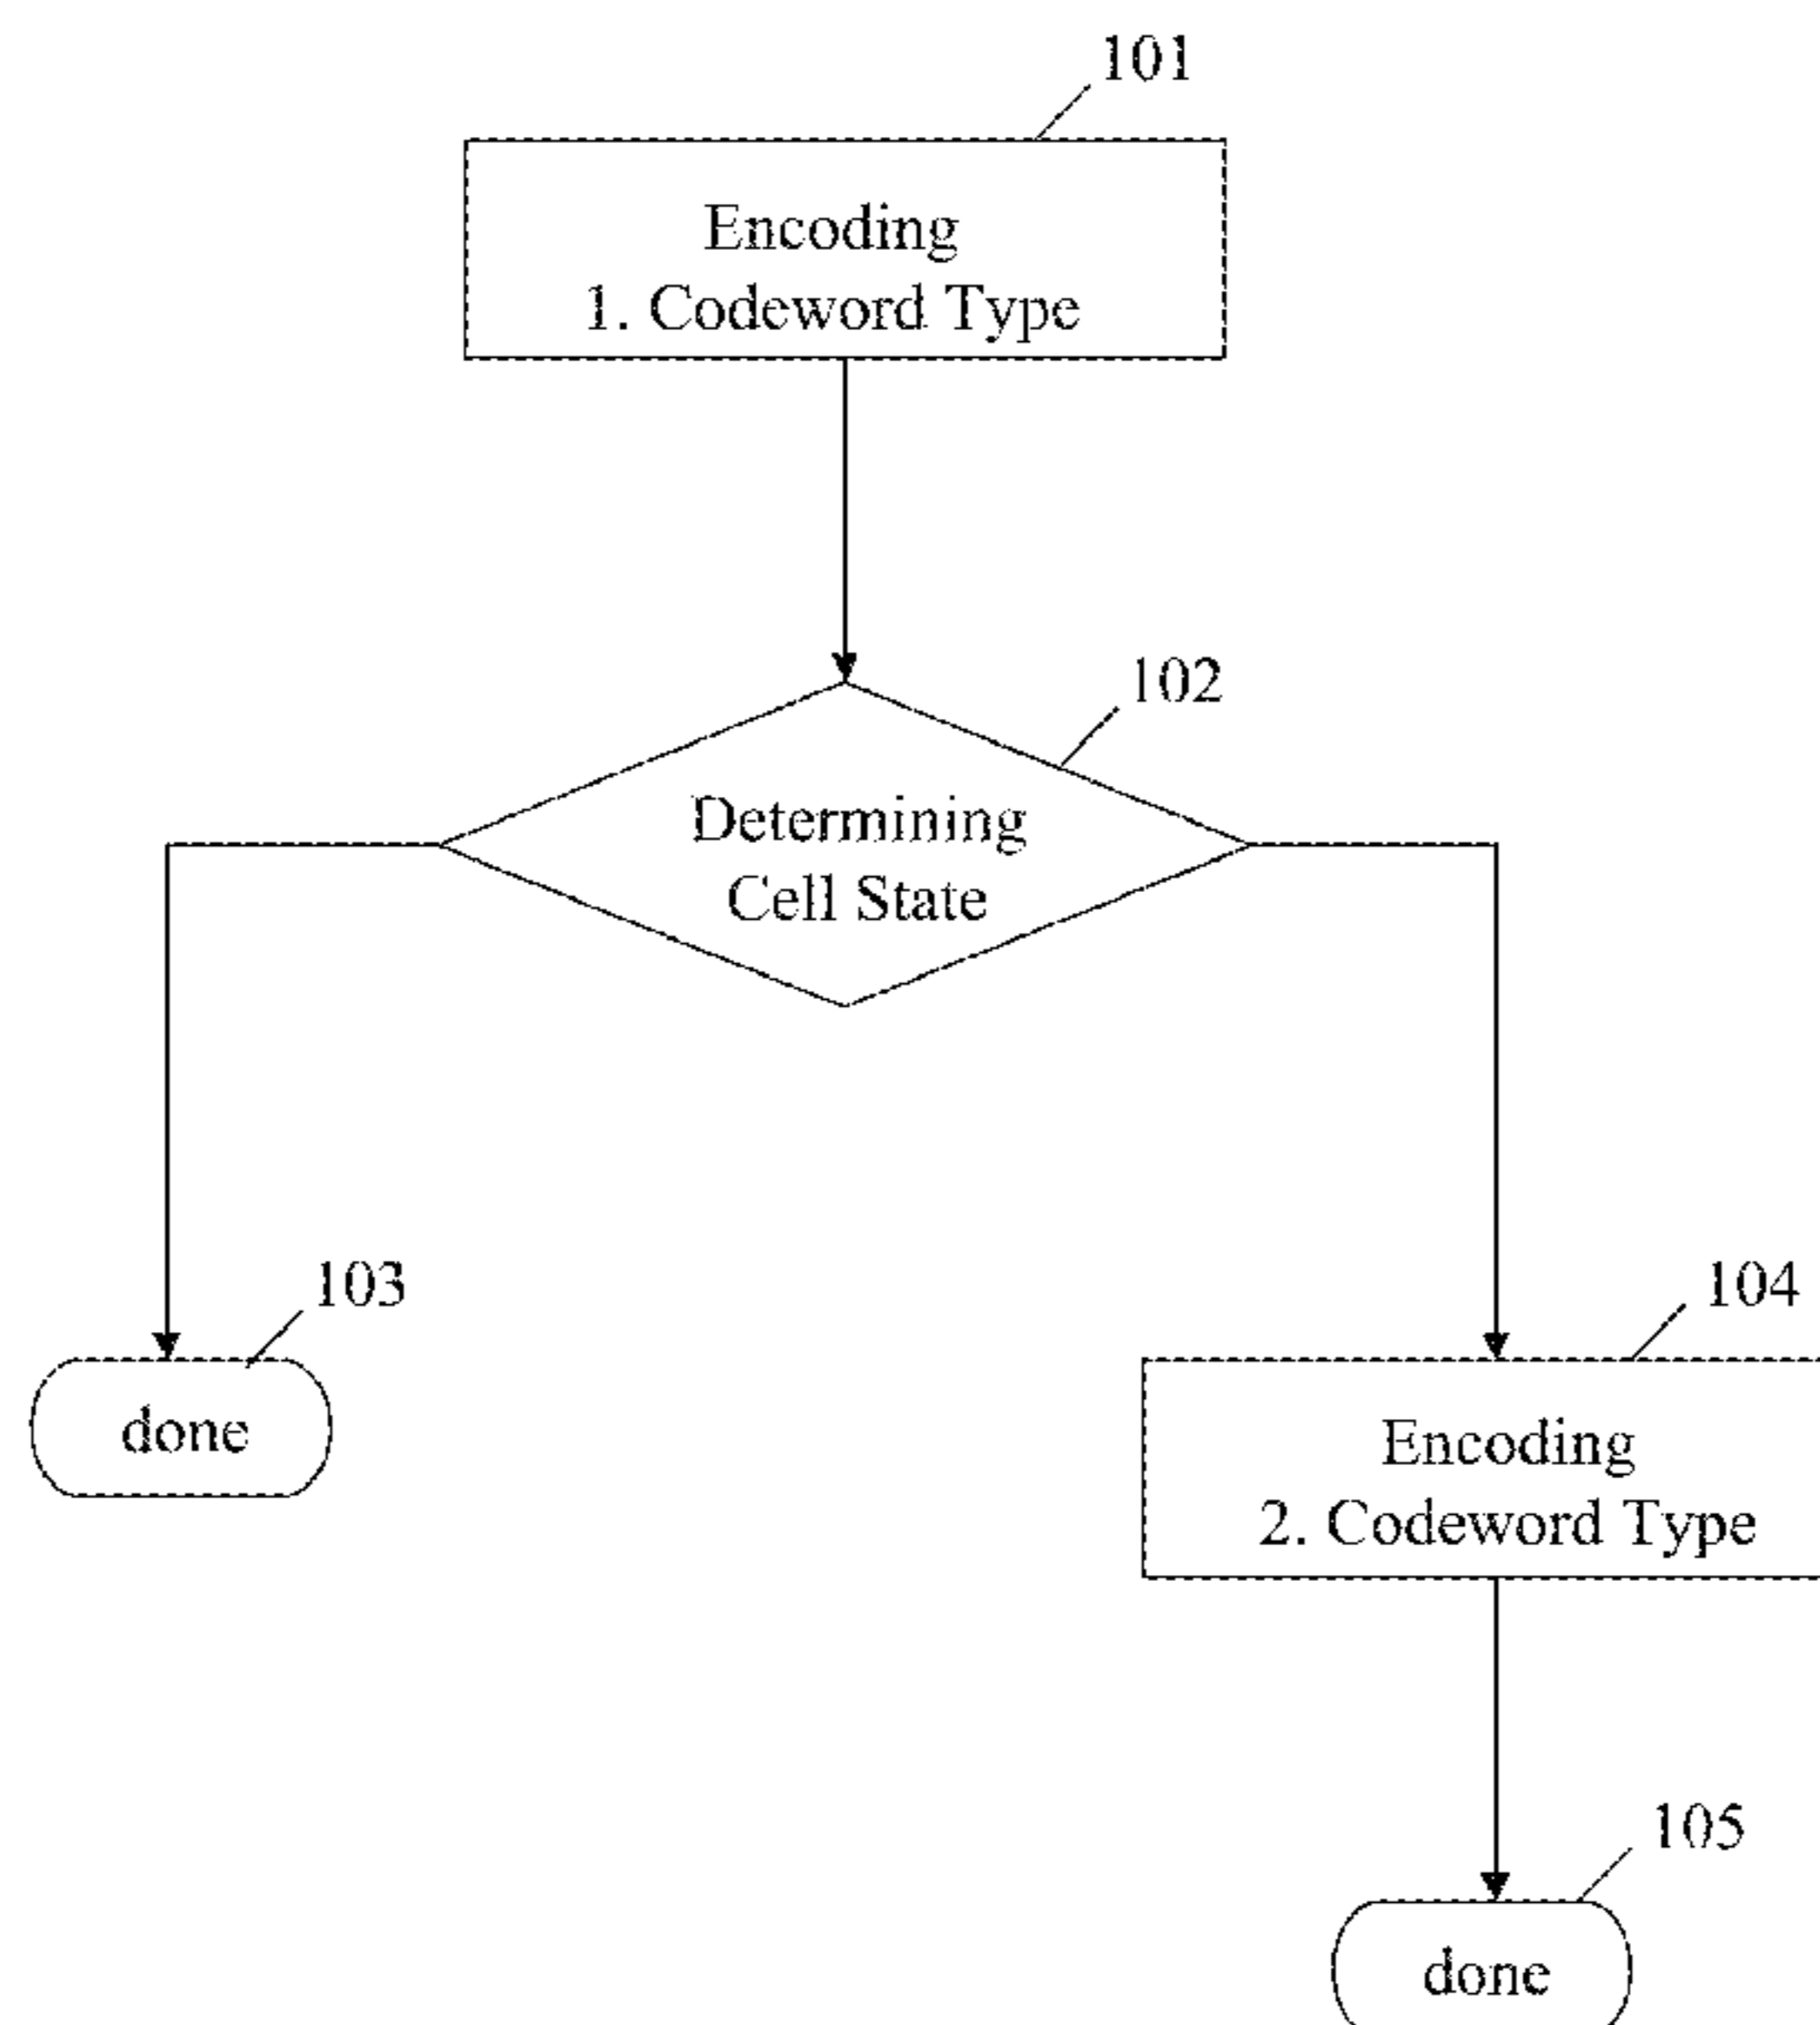 101
Encoding
1. Codeword Type
102
Determining
Cell State
103
done
104
Encoding
2. Codeword Type
105
done